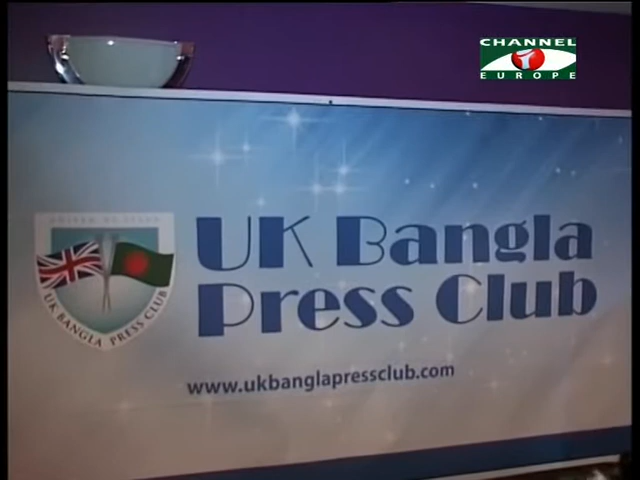 CHANNEL
i
EUROPE
UK Bangla
Press Club
UK BANGLA PRESS CLUB
www.ukbanglapressclub.com